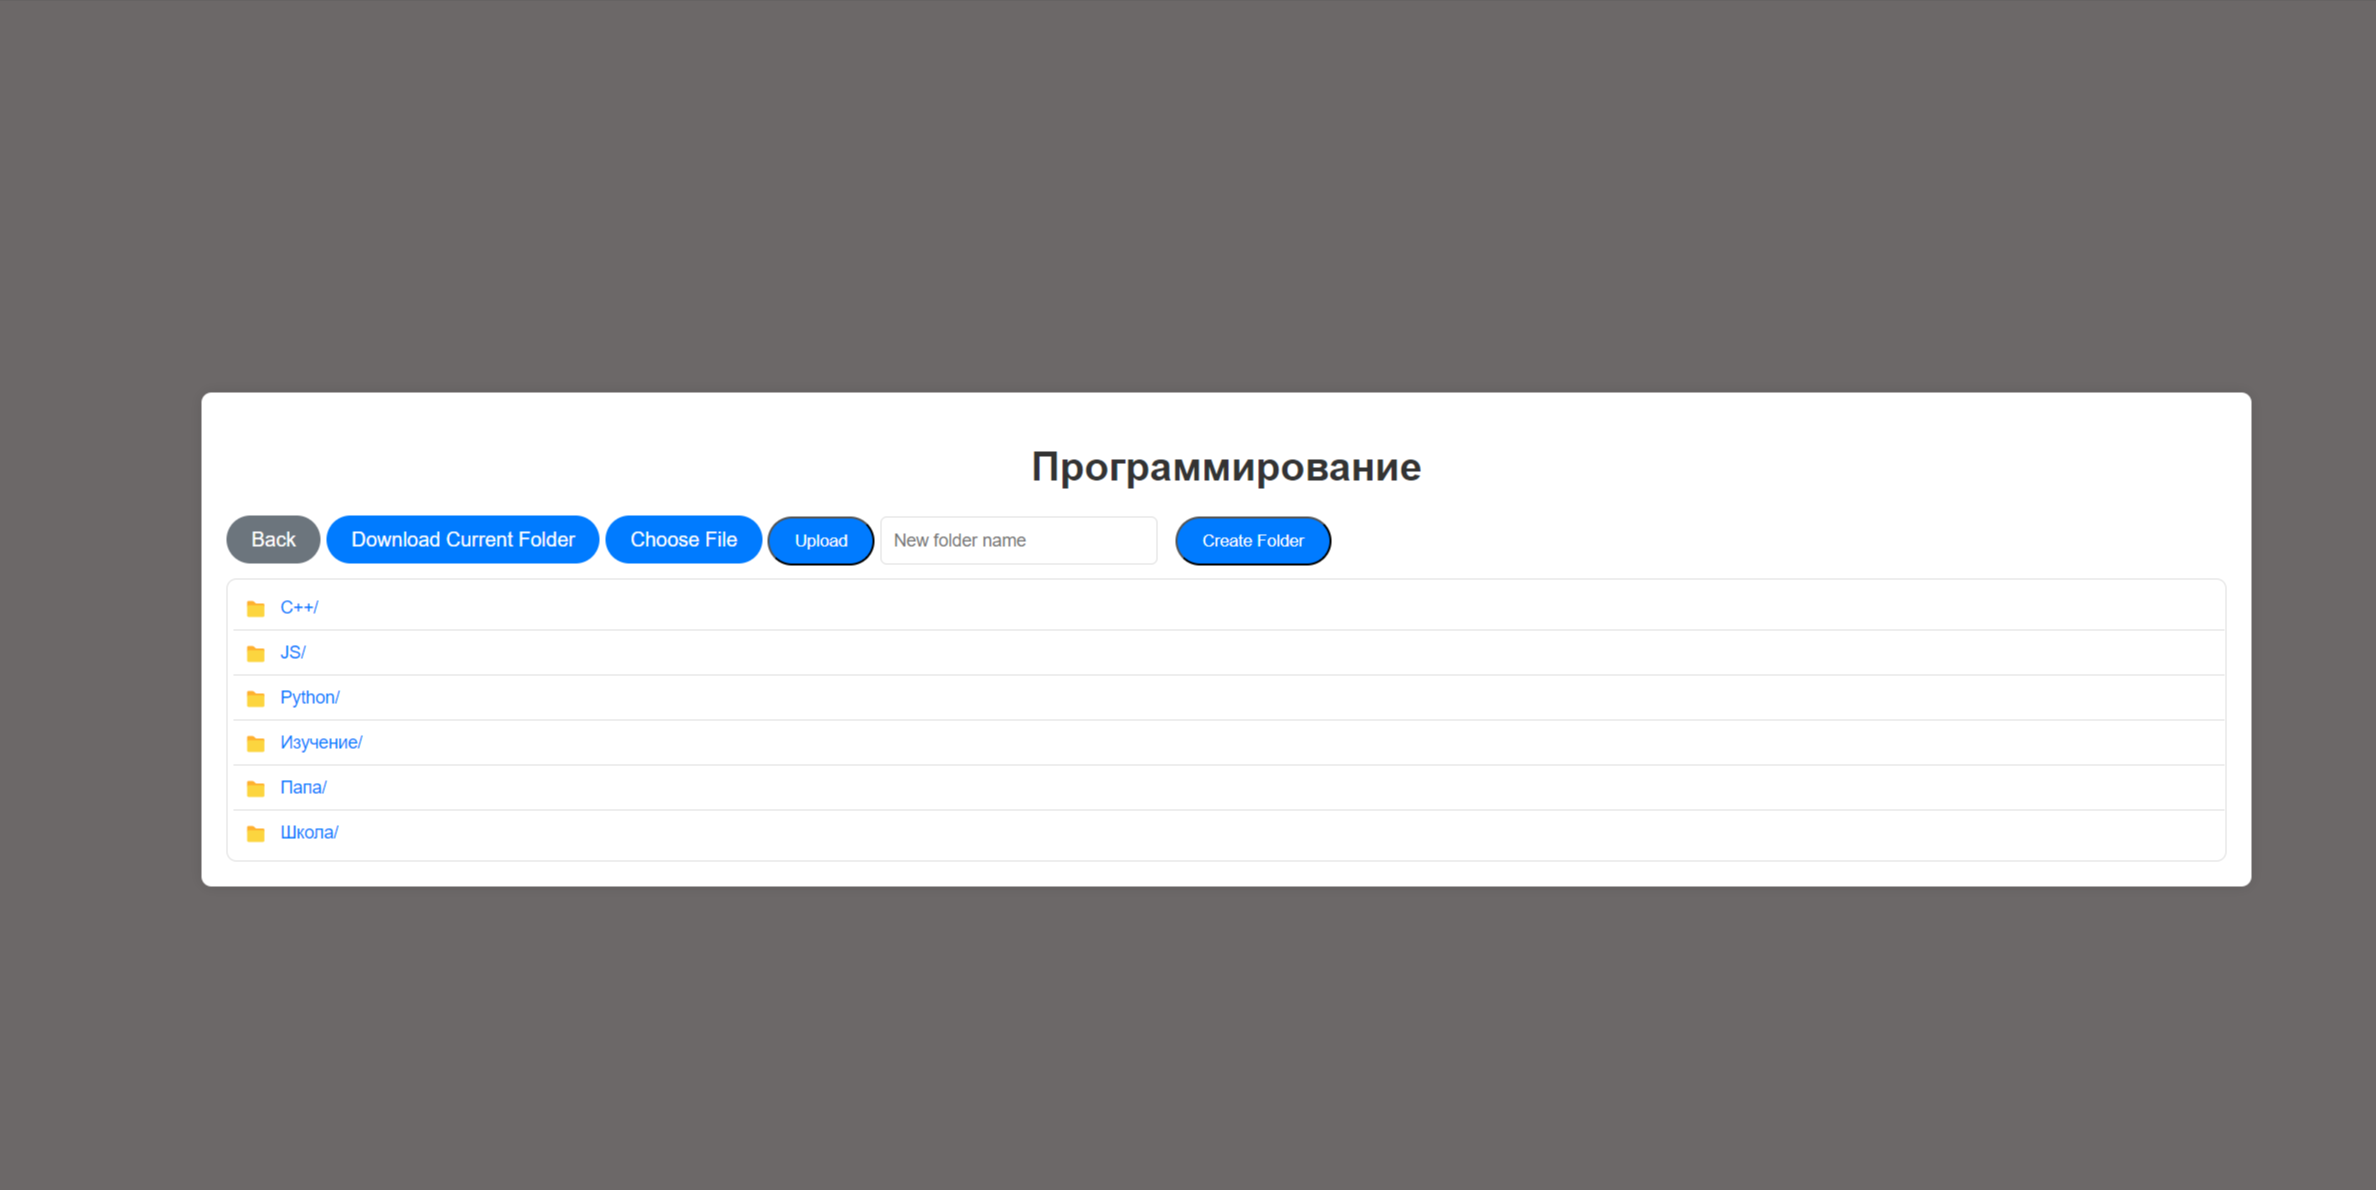 Программирование
Back Download Current Folder Choose File Upload New folder name Create Folder
C++/
JS/
Python/
Изучение/
Папа/
Школа/